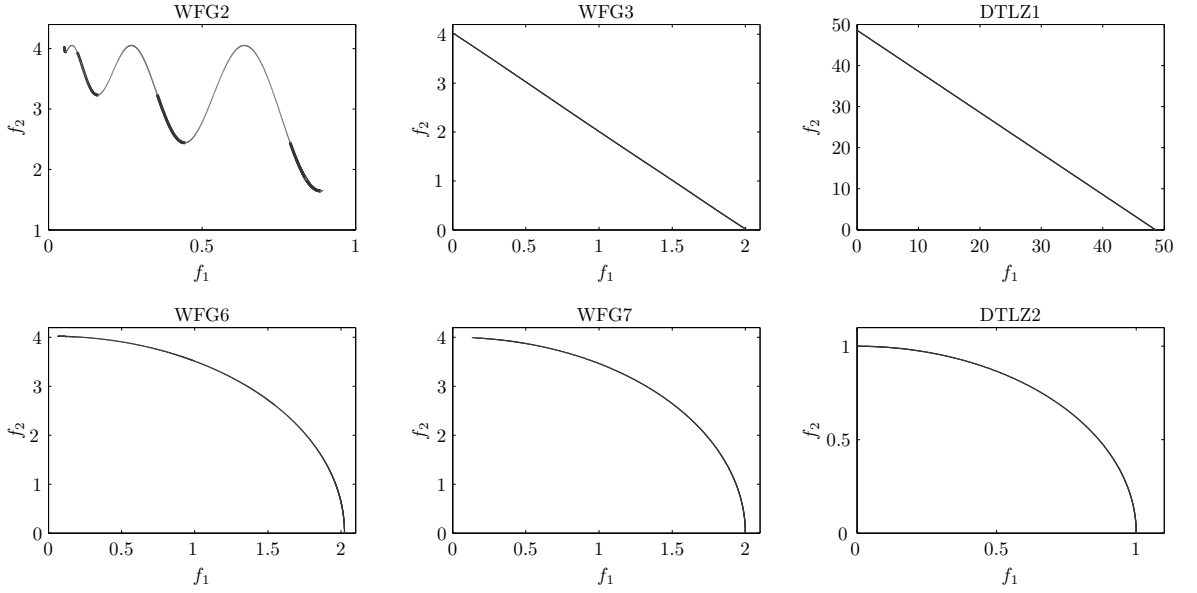 WFG2 WFG3 DTLZ1
4 4 50
3 3 40
f₂ f₂ f₂ 30
2 2 20
1 10
1 0 0
0 0.5 1 0 0.5 1 1.5 2 0 10 20 30 40 50
f₁ f₁ f₁
WFG6 WFG7 DTLZ2
4 4 1
3 3
f₂ f₂ f₂ 0.5
2 2
1 1
0 0 0
0 0.5 1 1.5 2 0 0.5 1 1.5 2 0 0.5 1
f₁ f₁ f₁